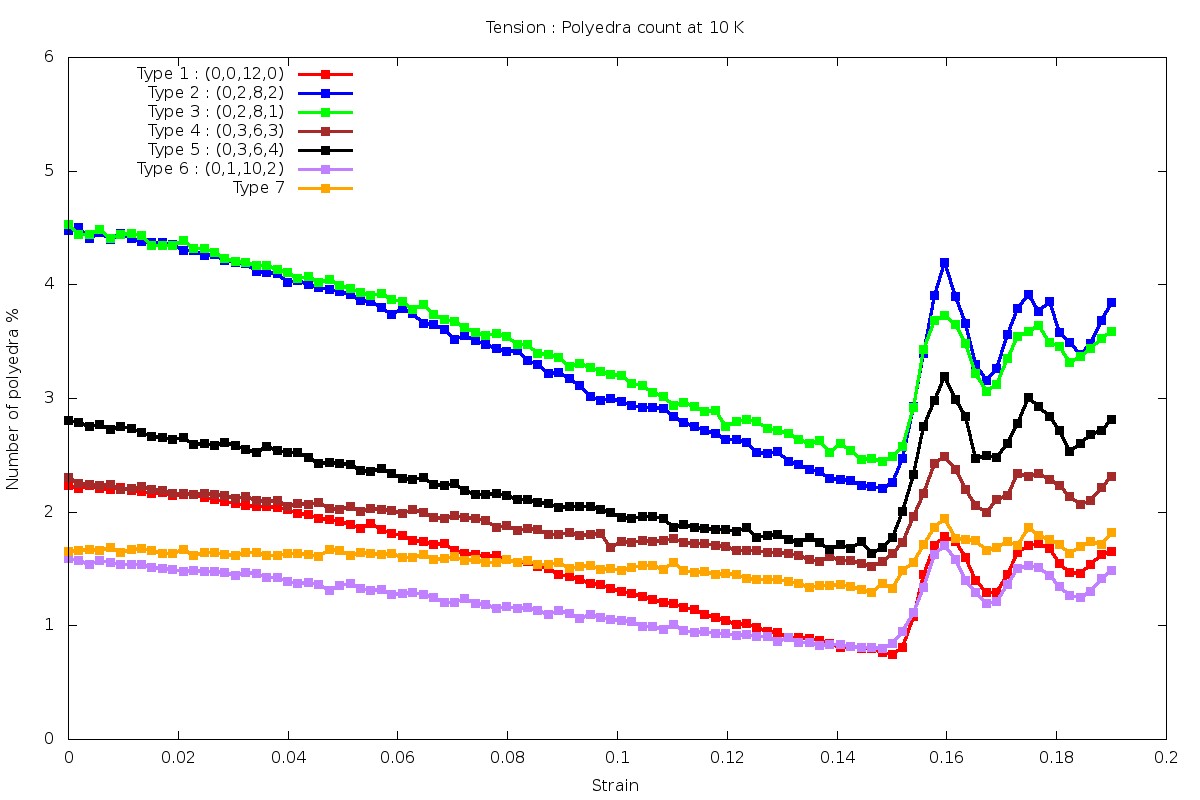 Tension : Polyedra count at 10 K
6
5
4
3
2
1
0
Number of polyedra %
Type 1 : (0,0,12,0)
Type 2 : (0,2,8,2)
Type 3 : (0,2,8,1)
Type 4 : (0,3,6,3)
Type 5 : (0,3,6,4)
Type 6 : (0,1,10,2)
Type 7
0 0.02 0.04 0.06 0.08 0.1 0.12 0.14 0.16 0.18 0.2
Strain